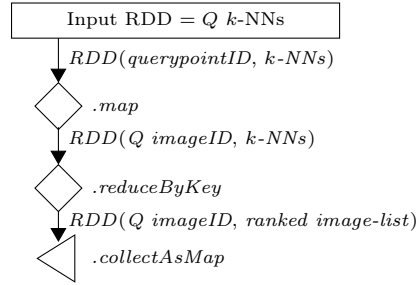 Input RDD = Q k-NNs
RDD(querypointID, k-NNs)
.map
RDD(Q imageID, k-NNs)
.reduceByKey
RDD(Q imageID, ranked image-list)
.collectAsMap